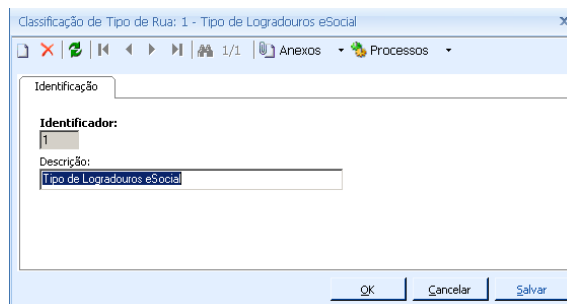 Classificação de Tipo de Rua: 1 - Tipo de Logradouros eSocial
1/1 Anexos Processos
Identificação
Identificador:
1
Descrição:
Tipo de Logradouros eSocial
OK Cancelar Salvar